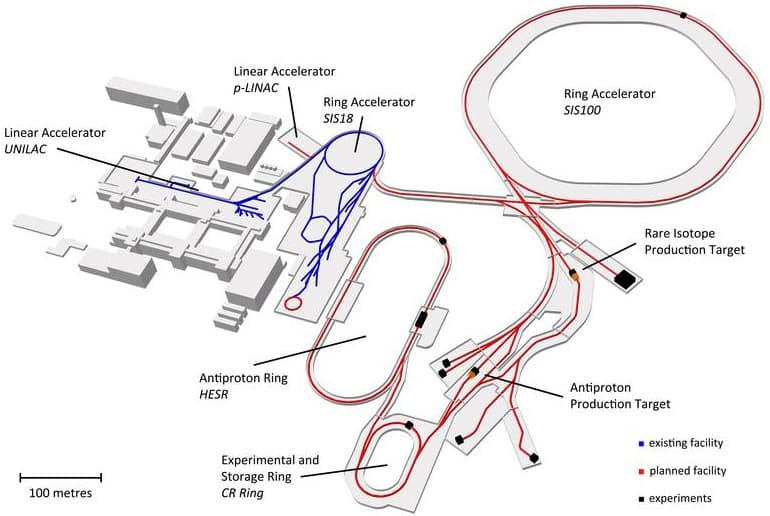 Linear Accelerator
p-LINAC
Ring Accelerator
SIS18
Ring Accelerator
SIS100
Linear Accelerator
UNILAC
Rare Isotope
Production Target
Antiproton Ring
HESR
Antiproton
Production Target
Experimental and
Storage Ring
CR Ring
existing facility
planned facility
experiments
100 metres